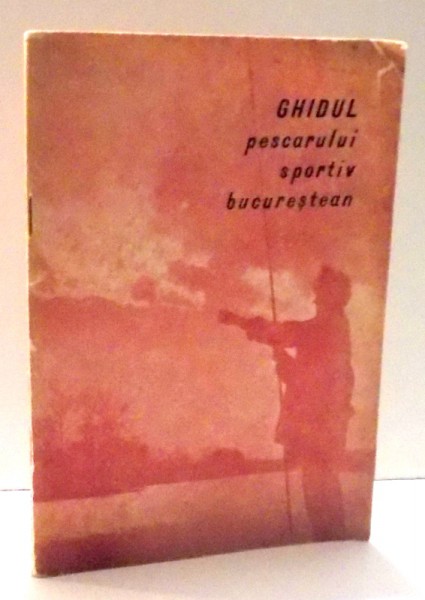 GHIDUL
pescarului
sportiv
bucureștean